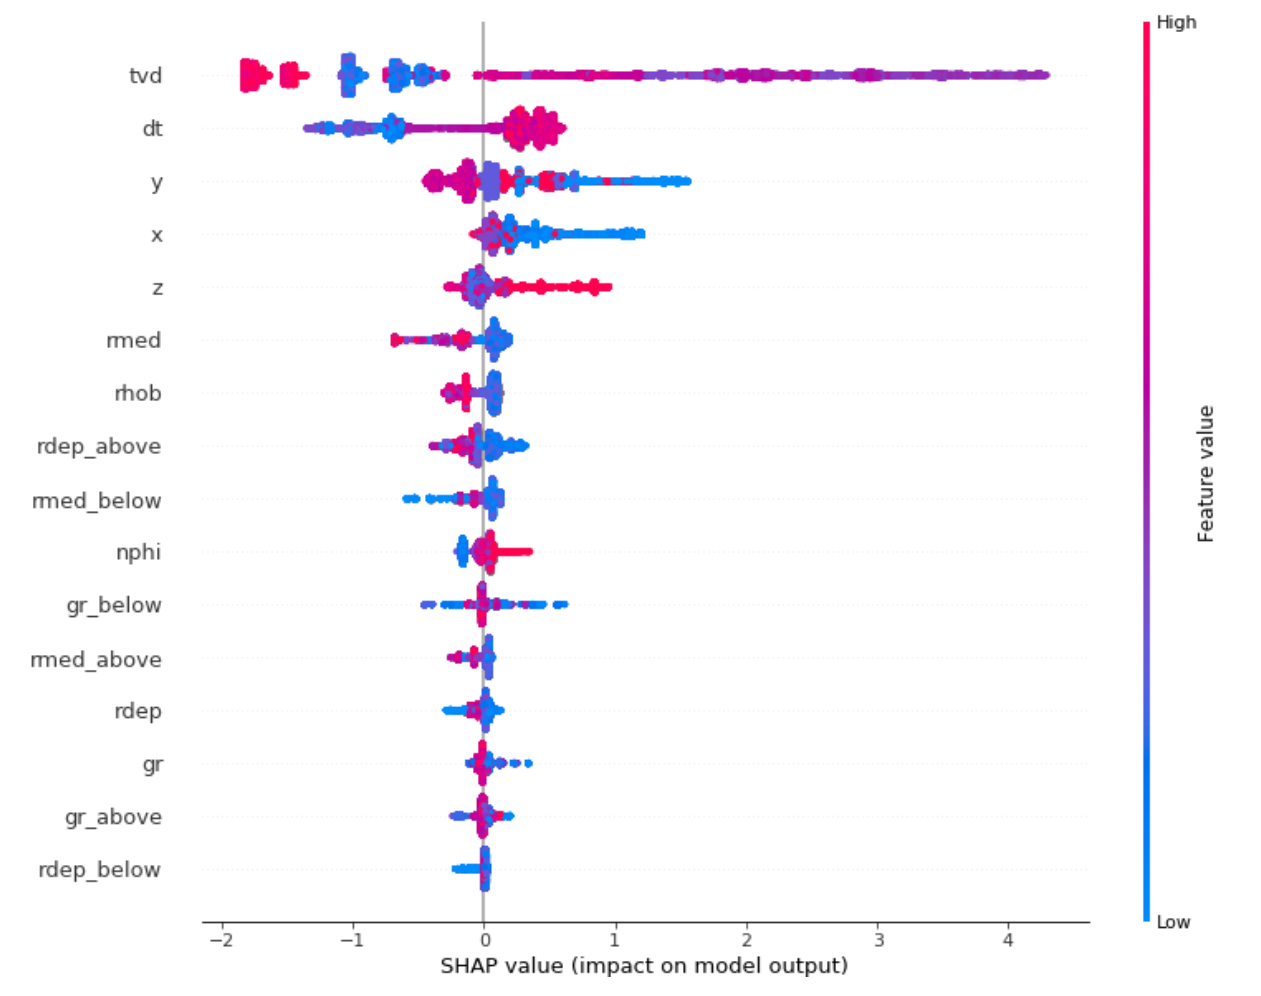 High
tvd
dt
y
x
z
rmed
rhob
rdep_above
rmed_below
nphi
gr_below
rmed_above
rdep
gr
gr_above
rdep_below
Feature value
Low
−2 −1 0 1 2 3 4
SHAP value (impact on model output)